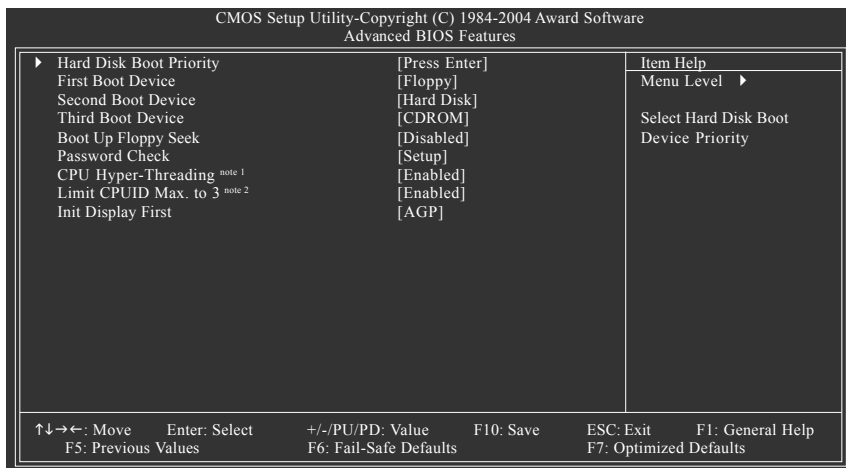 CMOS Setup Utility-Copyright (C) 1984-2004 Award Software
Advanced BIOS Features
Hard Disk Boot Priority [Press Enter] Item Help
First Boot Device [Floppy] Menu Level
Second Boot Device [Hard Disk]
Third Boot Device [CDROM] Select Hard Disk Boot
Boot Up Floppy Seek [Disabled] Device Priority
Password Check [Setup]
CPU Hyper-Threading note 1 [Enabled]
Limit CPUID Max. to 3 note 2 [Enabled]
Init Display First [AGP]
↑↓→←: Move Enter: Select +/-/PU/PD: Value F10: Save ESC: Exit F1: General Help
F5: Previous Values F6: Fail-Safe Defaults F7: Optimized Defaults